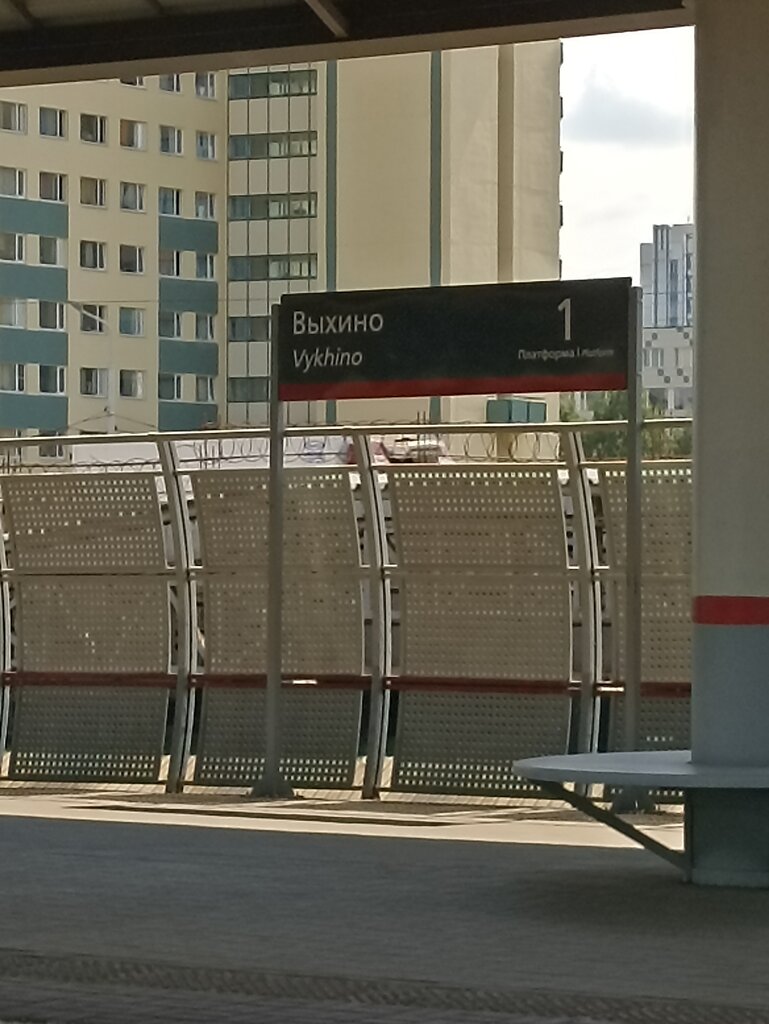 Выхино
Vykhino
1
Платформа | Platform